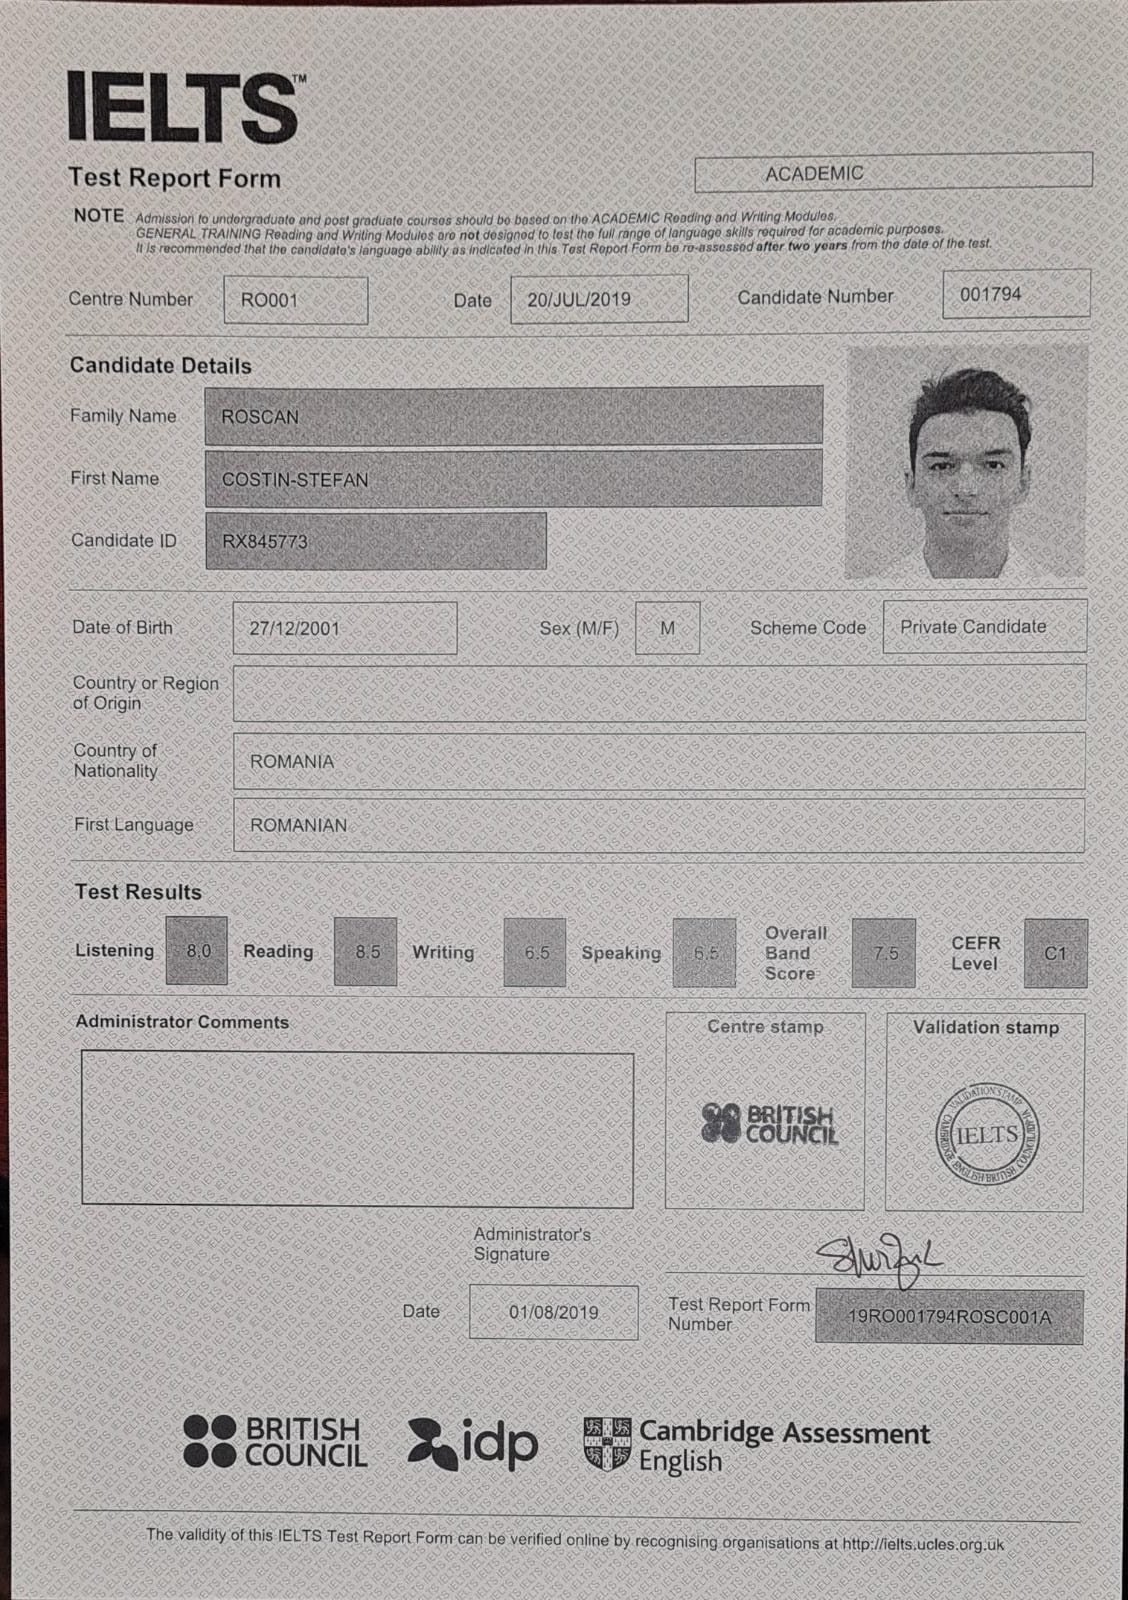 IELTS™
Test Report Form
ACADEMIC
NOTE Admission to undergraduate and post graduate courses should be based on the ACADEMIC Reading and Writing Modules.
GENERAL TRAINING Reading and Writing Modules are not designed to test the full range of language skills required for academic purposes.
It is recommended that the candidate's language ability as indicated in this Test Report Form be re-assessed after two years from the date of the test.
Centre Number RO001 Date 20/JUL/2019 Candidate Number 001794
Candidate Details
Family Name ROSCAN
First Name COSTIN-STEFAN
Candidate ID RX845773
Date of Birth 27/12/2001 Sex (M/F) M Scheme Code Private Candidate
Country or Region
of Origin
Country of
Nationality
ROMANIA
First Language ROMANIAN
Test Results
Listening 8.0 Reading 8.5 Writing 6.5 Speaking 6.5
Overall
Band
Score
7.5
CEFR
Level
C1
Administrator Comments
Centre stamp
BRITISH
COUNCIL
Validation stamp
VALIDATION STAMP
IELTS
CAMBRIDGE ENGLISH BRITISH COUNCIL IDP:IA
Administrator's
Signature
Date 01/08/2019
Test Report Form
Number
19RO001794ROSC001A
BRITISH
COUNCIL
idp
Cambridge Assessment
English
The validity of this IELTS Test Report Form can be verified online by recognising organisations at http://ielts.ucles.org.uk